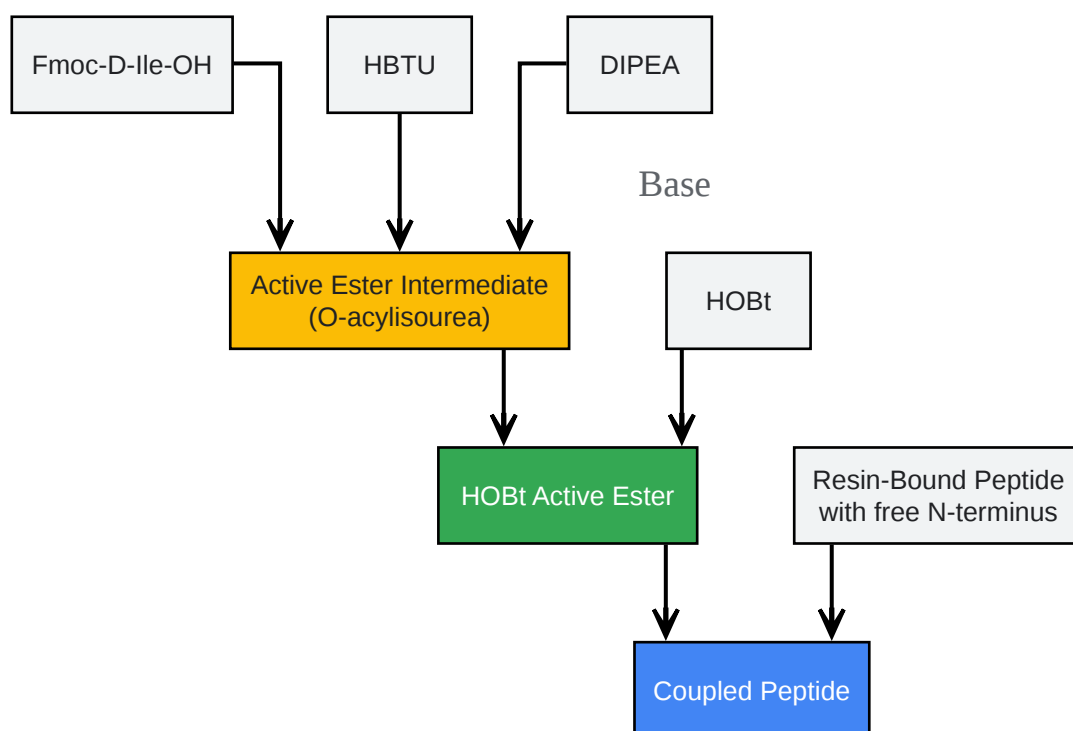 Fmoc-D-Ile-OH
HBTU
DIPEA
Base
Active Ester Intermediate
(O-acylisourea)
HOBt
HOBt Active Ester
Resin-Bound Peptide
with free N-terminus
Coupled Peptide